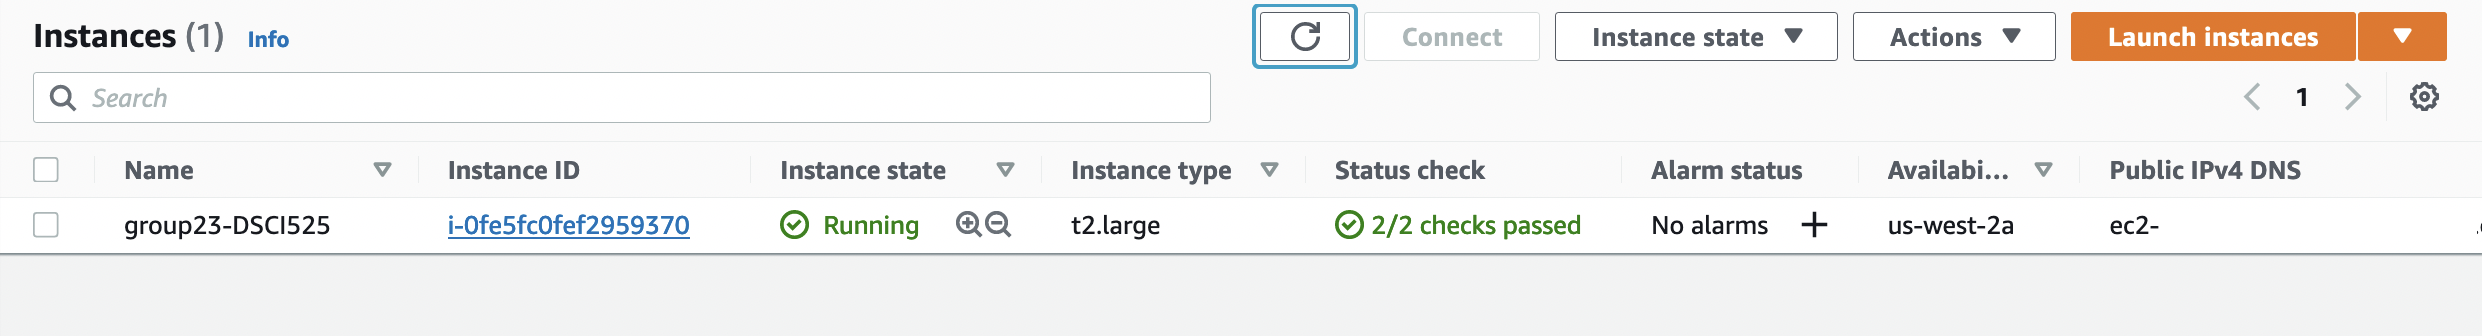 Instances (1) Info Connect Instance state Actions Launch instances
Search 1
Name Instance ID Instance state Instance type Status check Alarm status Availabi... Public IPv4 DNS
group23-DSCI525 i-0fe5fc0fef2959370 Running t2.large 2/2 checks passed No alarms + us-west-2a ec2-